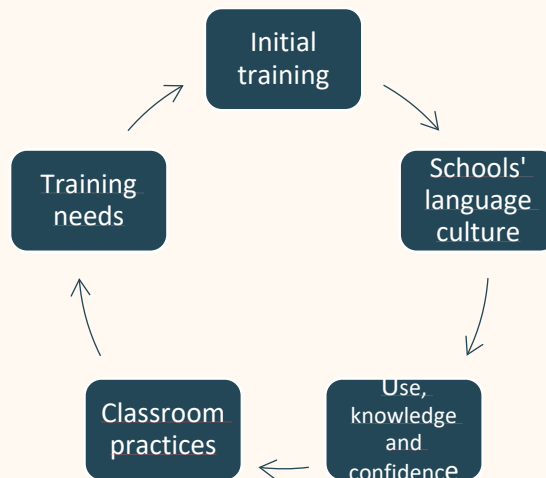 Initial
training
Schools'
language
culture
Use,
knowledge
and
confidence
Classroom
practices
Training
needs